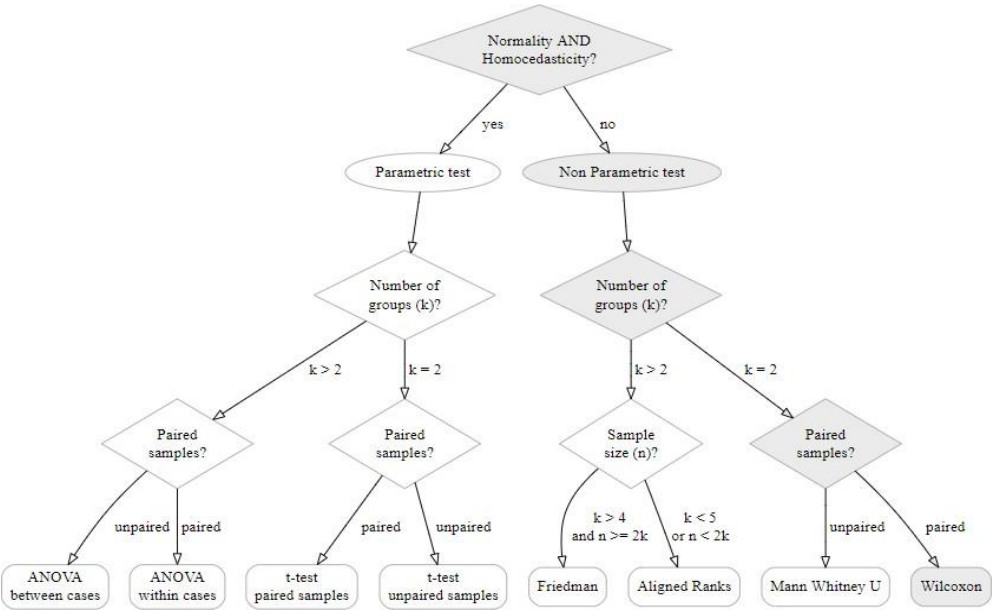 Normality AND
Homocedasticity?
yes
no
Parametric test
Non Parametric test
Number of
groups (k)?
Number of
groups (k)?
k > 2
k = 2
k > 2
k = 2
Paired
samples?
Paired
samples?
Sample
size (n)?
Paired
samples?
unpaired
paired
paired
unpaired
k > 4
and n >= 2k
k < 5
or n < 2k
unpaired
paired
ANOVA
between cases
ANOVA
within cases
t-test
paired samples
t-test
unpaired samples
Friedman
Aligned Ranks
Mann Whitney U
Wilcoxon